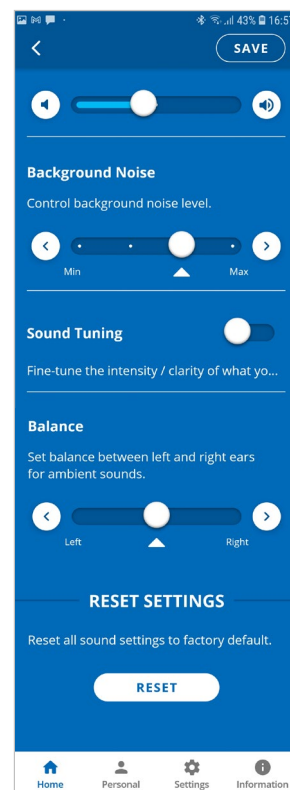 43% 16:5
SAVE
Background Noise
Control background noise level.
Min Max
Sound Tuning
Fine-tune the intensity / clarity of what yo...
Balance
Set balance between left and right ears
for ambient sounds.
Left Right
RESET SETTINGS
Reset all sound settings to factory default.
RESET
Home Personal Settings Information